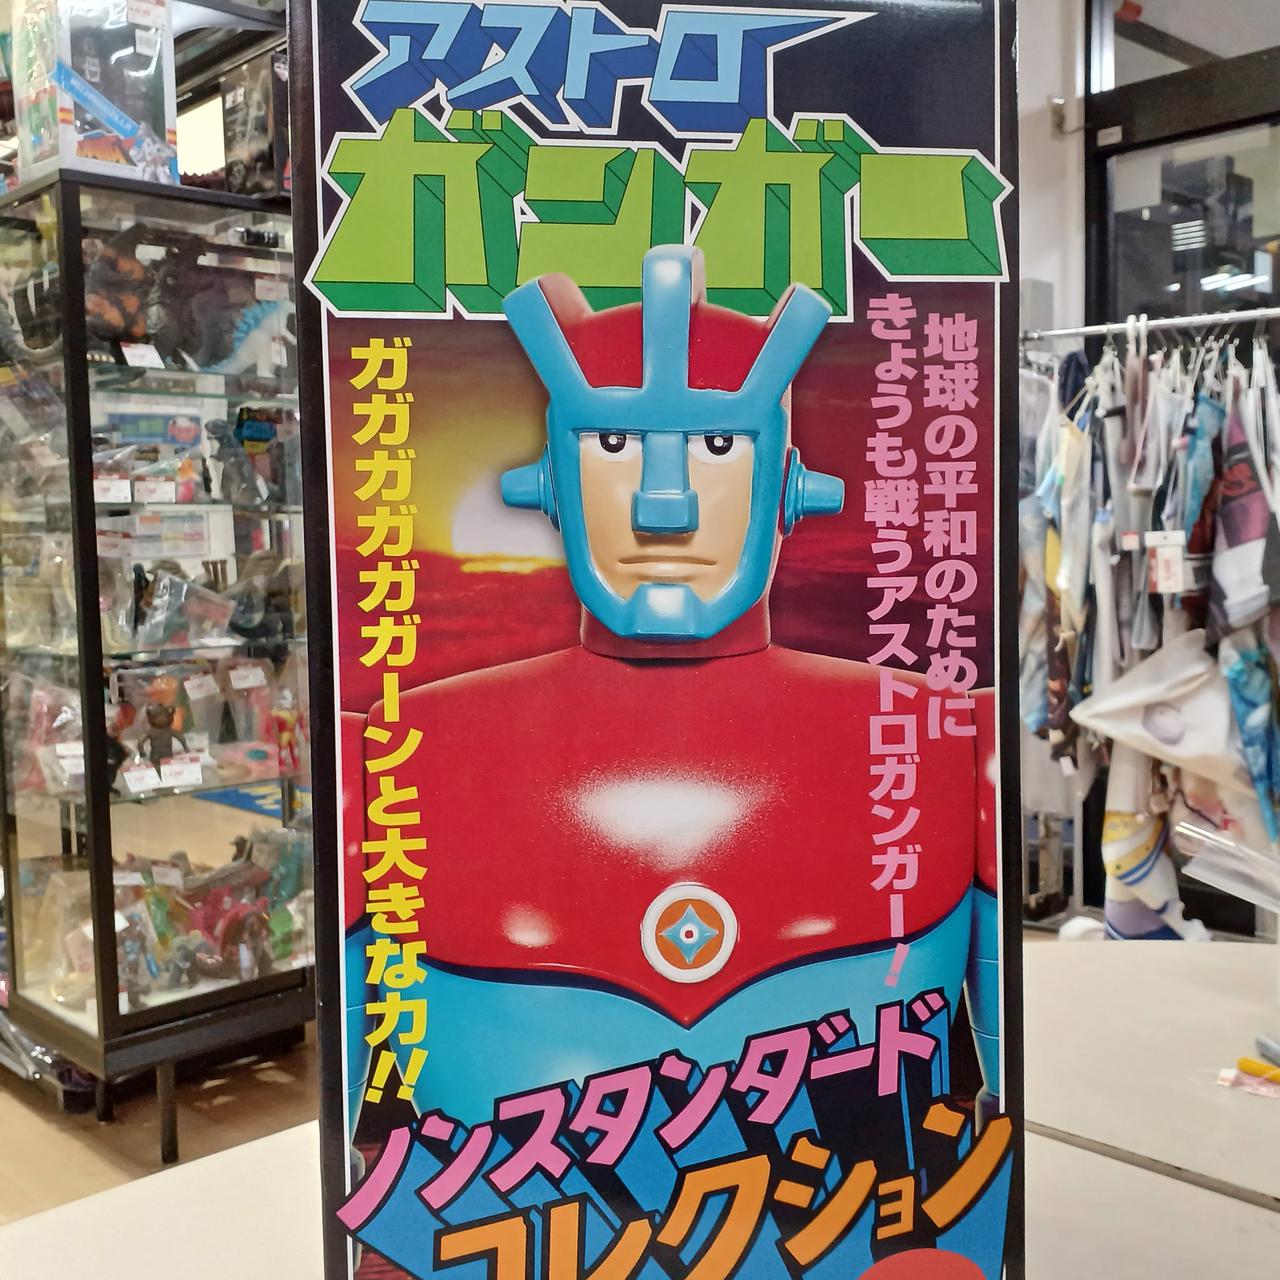 アストロ
ガンガー
地球の平和のために
きょうも戦うアストロガンガー!
ガガガガガガーンと大きな力!!
ノンスタンダード
コレクション